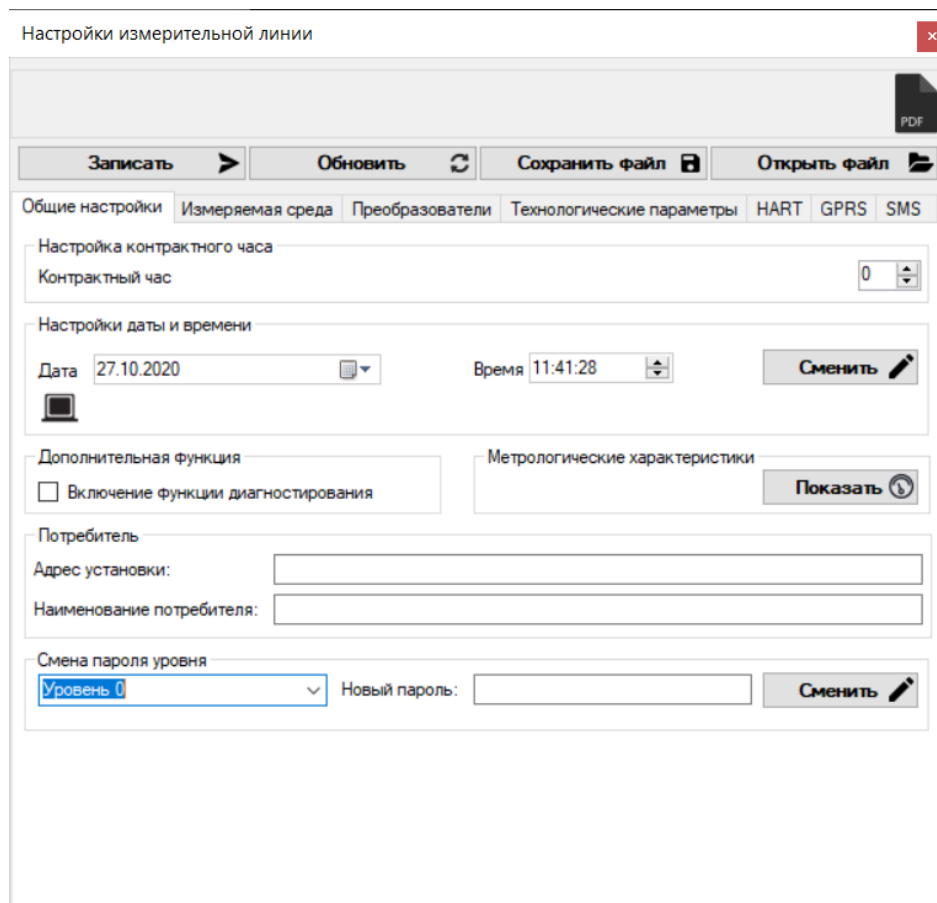 Настройки измерительной линии
PDF
Записать Обновить Сохранить файл Открыть файл
Общие настройки Измеряемая среда Преобразователи Технологические параметры HART GPRS SMS
Настройка контрактного часа
Контрактный час 0
Настройки даты и времени
Дата 27.10.2020 Время 11:41:28 Сменить
Дополнительная функция Метрологические характеристики
Включение функции диагностирования Показать
Потребитель
Адрес установки:
Наименование потребителя:
Смена пароля уровня
Уровень 0 Новый пароль: Сменить